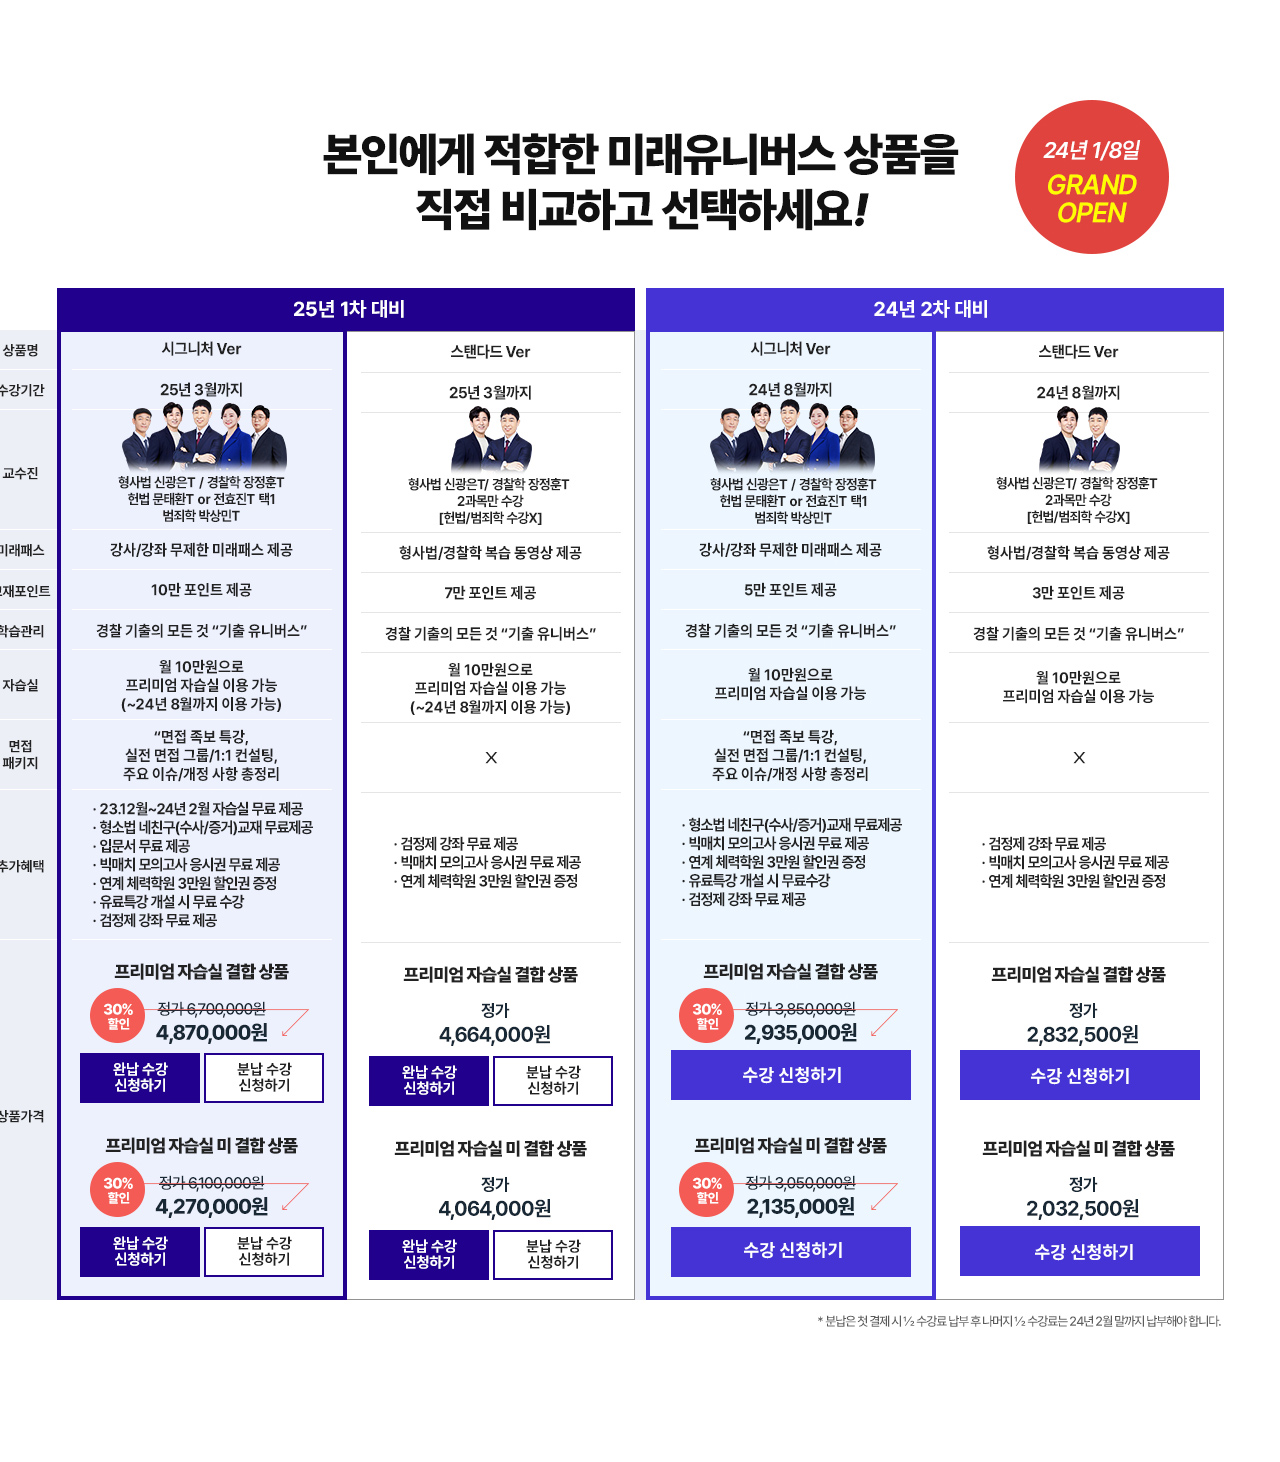 본인에게 적합한 미래유니버스 상품을
직접 비교하고 선택하세요!
24년 1/8일
GRAND
OPEN
25년 1차 대비
24년 2차 대비
상품명
시그니처 Ver
스탠다드 Ver
시그니처 Ver
스탠다드 Ver
수강기간
25년 3월까지
25년 3월까지
24년 8월까지
24년 8월까지
교수진
형사법 신광은T / 경찰학 장정훈T
헌법 문태환T or 전효진T 택1
범죄학 박상민T
형사법 신광은T/ 경찰학 장정훈T
2과목만 수강
[헌법/범죄학 수강X]
형사법 신광은T / 경찰학 장정훈T
헌법 문태환T or 전효진T 택1
범죄학 박상민T
형사법 신광은T/ 경찰학 장정훈T
2과목만 수강
[헌법/범죄학 수강X]
미래패스
강사/강좌 무제한 미래패스 제공
형사법/경찰학 복습 동영상 제공
강사/강좌 무제한 미래패스 제공
형사법/경찰학 복습 동영상 제공
교재포인트
10만 포인트 제공
7만 포인트 제공
5만 포인트 제공
3만 포인트 제공
학습관리
경찰 기출의 모든 것 “기출 유니버스”
경찰 기출의 모든 것 “기출 유니버스”
경찰 기출의 모든 것 “기출 유니버스”
경찰 기출의 모든 것 “기출 유니버스”
자습실
월 10만원으로
프리미엄 자습실 이용 가능
(~24년 8월까지 이용 가능)
월 10만원으로
프리미엄 자습실 이용 가능
(~24년 8월까지 이용 가능)
월 10만원으로
프리미엄 자습실 이용 가능
월 10만원으로
프리미엄 자습실 이용 가능
면접
패키지
“면접 족보 특강,
실전 면접 그룹/1:1 컨설팅,
주요 이슈/개정 사항 총정리
X
“면접 족보 특강,
실전 면접 그룹/1:1 컨설팅,
주요 이슈/개정 사항 총정리
X
추가혜택
· 23.12월~24년 2월 자습실 무료 제공
· 형소법 네친구(수사/증거)교재 무료제공
· 입문서 무료 제공
· 빅매치 모의고사 응시권 무료 제공
· 연계 체력학원 3만원 할인권 증정
· 유료특강 개설 시 무료 수강
· 검정제 강좌 무료 제공
· 검정제 강좌 무료 제공
· 빅매치 모의고사 응시권 무료 제공
· 연계 체력학원 3만원 할인권 증정
· 형소법 네친구(수사/증거)교재 무료제공
· 빅매치 모의고사 응시권 무료 제공
· 연계 체력학원 3만원 할인권 증정
· 유료특강 개설 시 무료수강
· 검정제 강좌 무료 제공
· 검정제 강좌 무료 제공
· 빅매치 모의고사 응시권 무료 제공
· 연계 체력학원 3만원 할인권 증정
상품가격
프리미엄 자습실 결합 상품
30%
할인
정가 6,700,000원
4,870,000원
완납 수강
신청하기
분납 수강
신청하기
프리미엄 자습실 결합 상품
정가
4,664,000원
완납 수강
신청하기
분납 수강
신청하기
프리미엄 자습실 결합 상품
30%
할인
정가 3,850,000원
2,935,000원
수강 신청하기
프리미엄 자습실 결합 상품
정가
2,832,500원
수강 신청하기
프리미엄 자습실 미 결합 상품
30%
할인
정가 6,100,000원
4,270,000원
완납 수강
신청하기
분납 수강
신청하기
프리미엄 자습실 미 결합 상품
정가
4,064,000원
완납 수강
신청하기
분납 수강
신청하기
프리미엄 자습실 미 결합 상품
30%
할인
정가 3,050,000원
2,135,000원
수강 신청하기
프리미엄 자습실 미 결합 상품
정가
2,032,500원
수강 신청하기
* 분납은 첫 결제 시 ½ 수강료 납부 후 나머지 ½ 수강료는 24년 2월 말까지 납부해야 합니다.